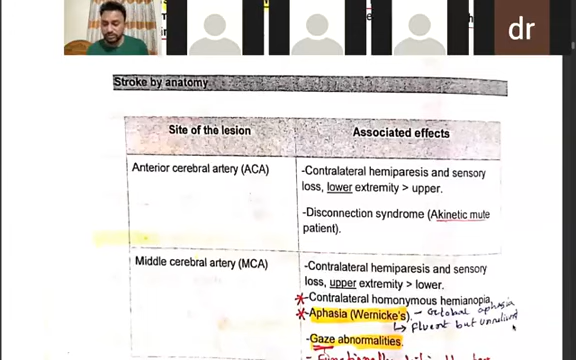 dr
Stroke by anatomy
Site of the lesion
Associated effects
Anterior cerebral artery (ACA)
-Contralateral hemiparesis and sensory
loss, lower extremity > upper.
-Disconnection syndrome (Akinetic mute
patient).
Middle cerebral artery (MCA)
-Contralateral hemiparesis and sensory
loss, upper extremity > lower.
*-Contralateral homonymous hemianopia,
*-Aphasia (Wernicke's). - Global aphasia
↳ fluent but
-Gaze abnormalities.